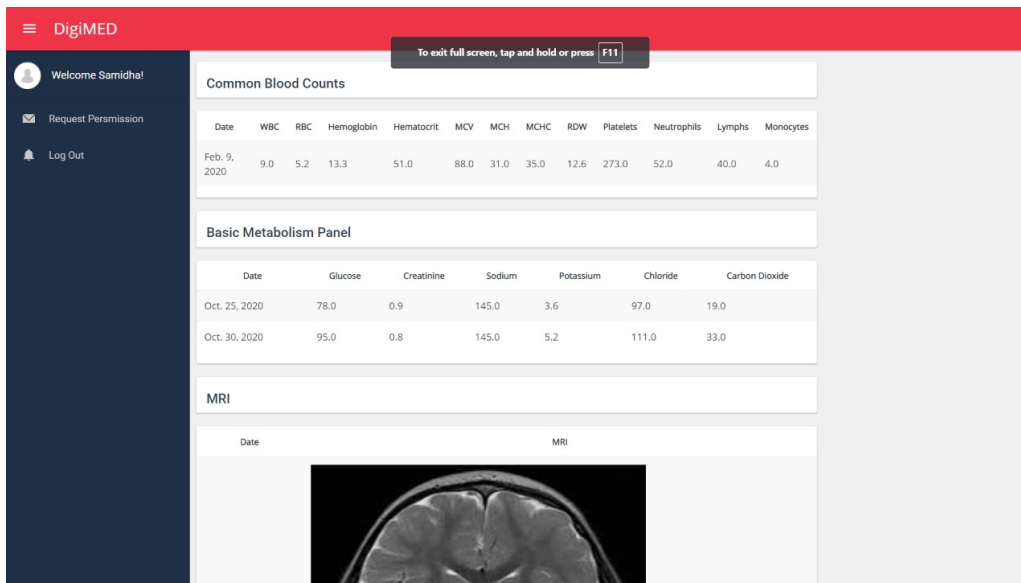 DigiMED
To exit full screen, tap and hold or press F11
Welcome Samidha!
Request Persmission
Log Out
Common Blood Counts
Date WBC RBC Hemoglobin Hematocrit MCV MCH MCHC RDW Platelets Neutrophils Lymphs Monocytes
Feb. 9, 2020 9.0 5.2 13.3 51.0 88.0 31.0 35.0 12.6 273.0 52.0 40.0 4.0
Basic Metabolism Panel
Date Glucose Creatinine Sodium Potassium Chloride Carbon Dioxide
Oct. 25, 2020 78.0 0.9 145.0 3.6 97.0 19.0
Oct. 30, 2020 95.0 0.8 145.0 5.2 111.0 33.0
MRI
Date MRI